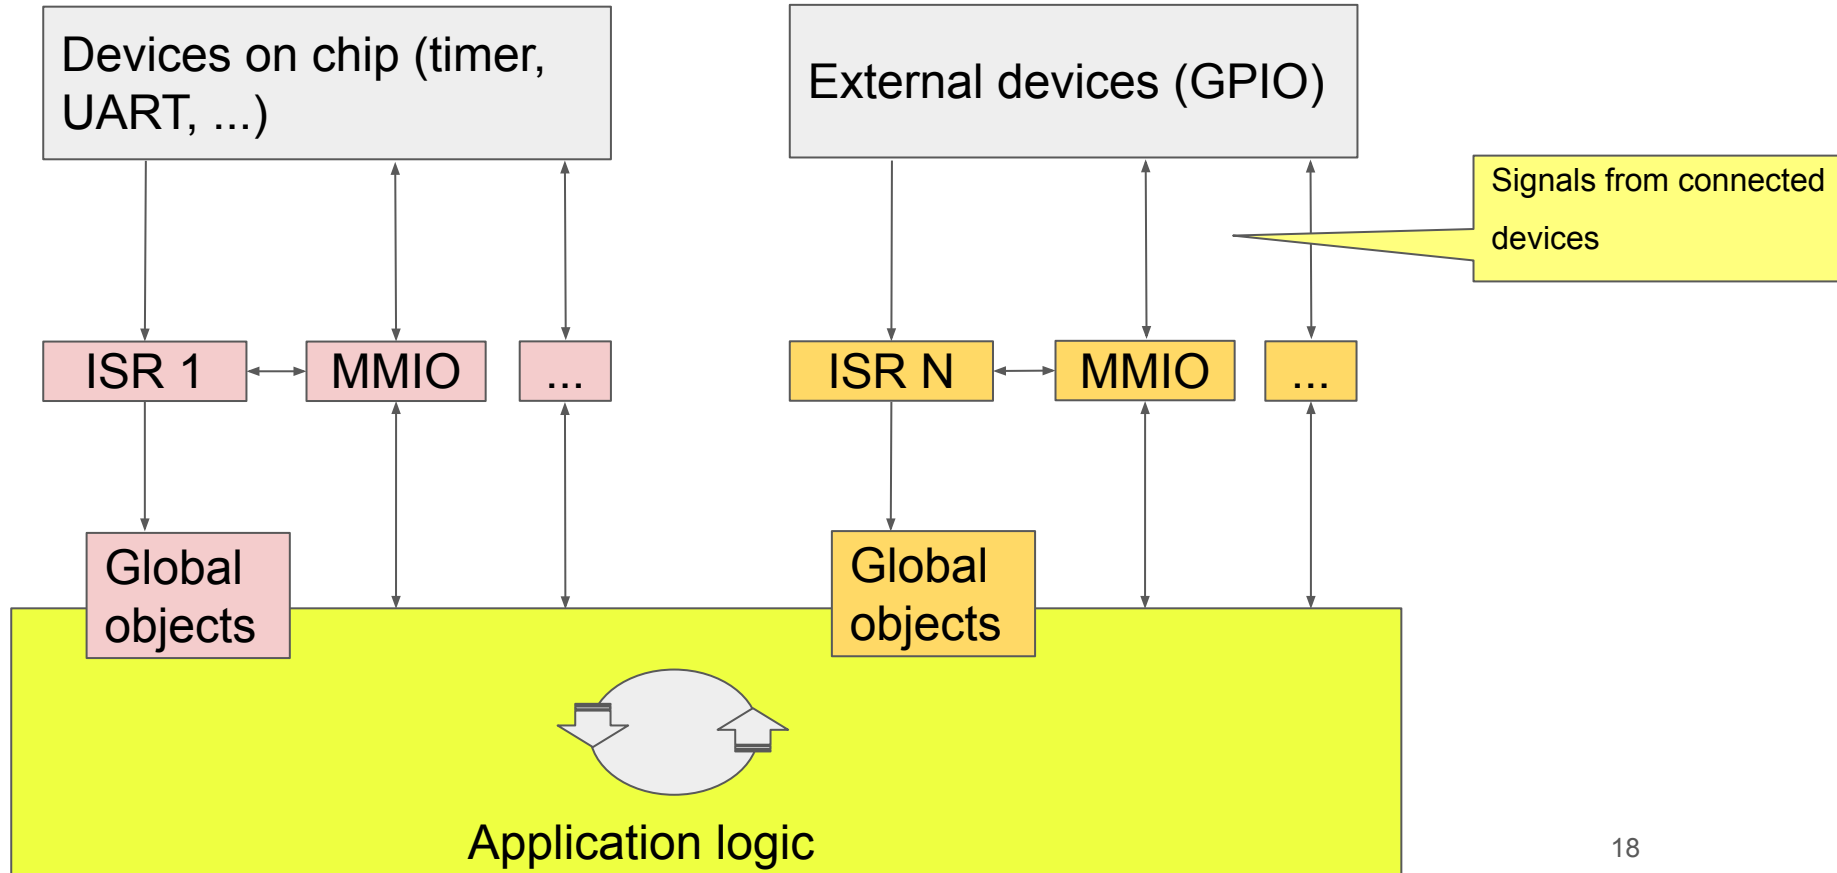 Devices on chip (timer,
UART, ...)
External devices (GPIO)
Signals from connected
devices
ISR 1
MMIO
...
ISR N
MMIO
...
Global
objects
Global
objects
Application logic
18